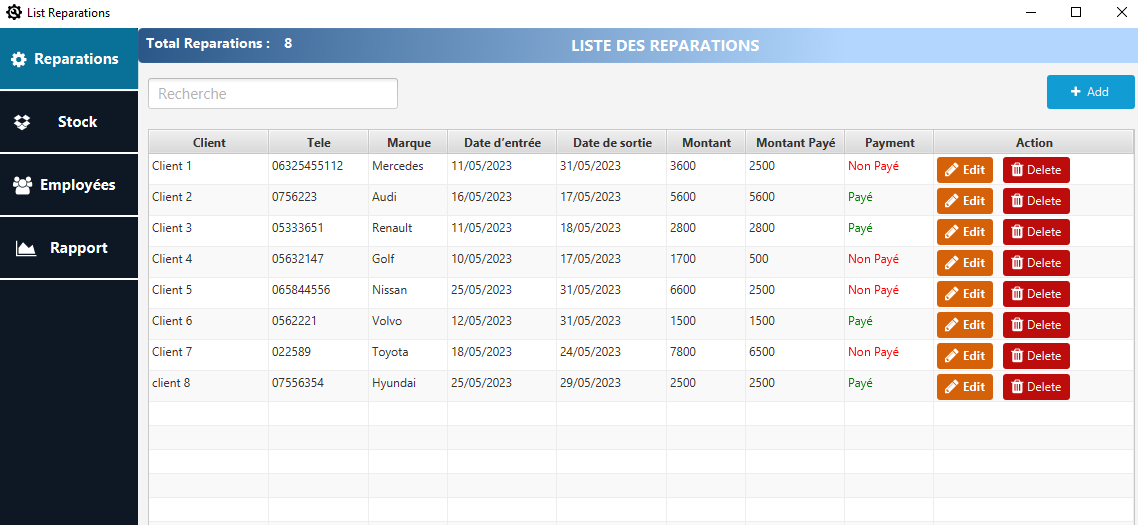 List Reparations
Reparations
Stock
Employées
Rapport
Total Reparations : 8 LISTE DES REPARATIONS
Recherche
Add
Client Tele Marque Date d'entrée Date de sortie Montant Montant Payé Payment Action
Client 1 06325455112 Mercedes 11/05/2023 31/05/2023 3600 2500 Non Payé Edit Delete
Client 2 0756223 Audi 16/05/2023 17/05/2023 5600 5600 Payé Edit Delete
Client 3 05333651 Renault 11/05/2023 18/05/2023 2800 2800 Payé Edit Delete
Client 4 05632147 Golf 10/05/2023 17/05/2023 1700 500 Non Payé Edit Delete
Client 5 065844556 Nissan 25/05/2023 31/05/2023 6600 2500 Non Payé Edit Delete
Client 6 0562221 Volvo 12/05/2023 31/05/2023 1500 1500 Payé Edit Delete
Client 7 022589 Toyota 18/05/2023 24/05/2023 7800 6500 Non Payé Edit Delete
client 8 07556354 Hyundai 25/05/2023 29/05/2023 2500 2500 Payé Edit Delete